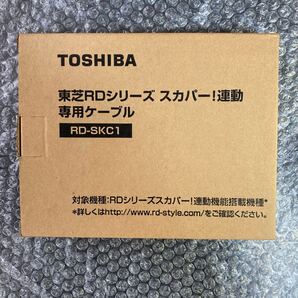 TOSHIBA
東芝RDシリーズ スカパー!連動
専用ケーブル
RD-SKC1
対象機種:RDシリーズスカパー!連動機能搭載機種*
*詳しくはhttp://www.rd-style.com/をご確認ください。